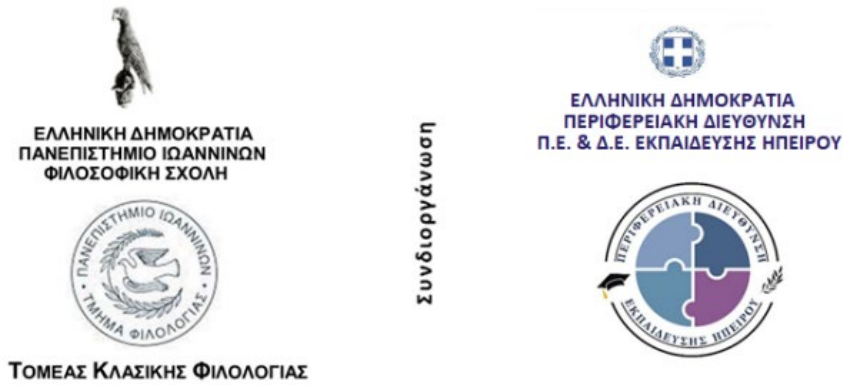 ΕΛΛΗΝΙΚΗ ΔΗΜΟΚΡΑΤΙΑ
ΠΑΝΕΠΙΣΤΗΜΙΟ ΙΩΑΝΝΙΝΩΝ
ΦΙΛΟΣΟΦΙΚΗ ΣΧΟΛΗ
ΠΑΝΕΠΙΣΤΗΜΙΟ ΙΩΑΝΝΙΝΩΝ
ΤΜΗΜΑ ΦΙΛΟΛΟΓΙΑΣ
ΤΟΜΕΑΣ ΚΛΑΣΙΚΗΣ ΦΙΛΟΛΟΓΙΑΣ
Συνδιοργάνωση
ΕΛΛΗΝΙΚΗ ΔΗΜΟΚΡΑΤΙΑ
ΠΕΡΙΦΕΡΕΙΑΚΗ ΔΙΕΥΘΥΝΣΗ
Π.Ε. & Δ.Ε. ΕΚΠΑΙΔΕΥΣΗΣ ΗΠΕΙΡΟΥ
ΠΕΡΙΦΕΡΕΙΑΚΗ ΔΙΕΥΘΥΝΣΗ
ΕΚΠΑΙΔΕΥΣΗΣ ΗΠΕΙΡΟΥ